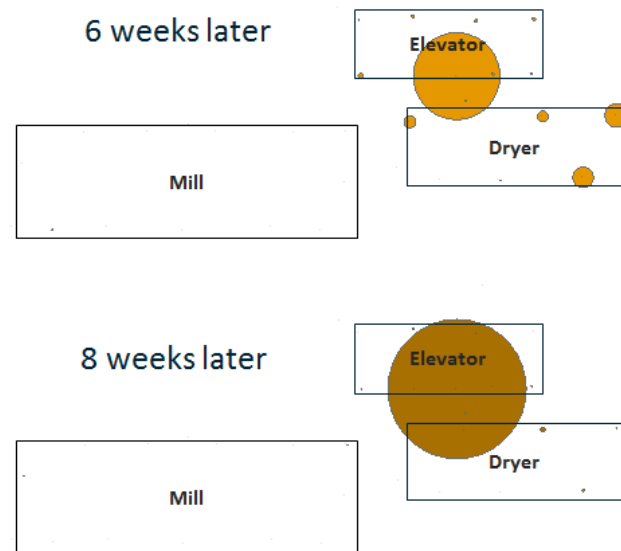 6 weeks later
Elevator
Dryer
Mill
8 weeks later
Elevator
Dryer
Mill